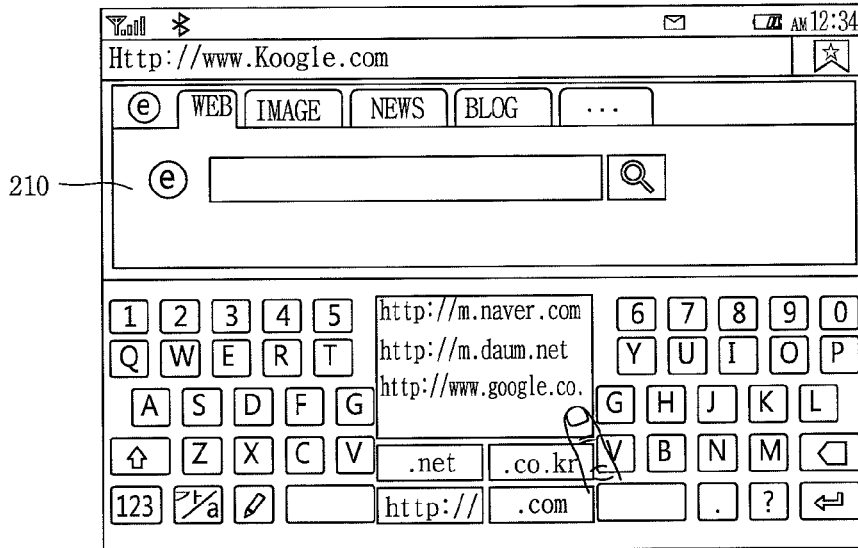 AM 12:34
Http://www.Koogle.com
e WEB IMAGE NEWS BLOG ...
210
e
1 2 3 4 5
Q W E R T
A S D F G
Z X C V
123 가/a
http://m.naver.com
http://m.daum.net
http://www.google.co.
.net .co.kr
http:// .com
6 7 8 9 0
Y U I O P
G H J K L
V B N M
. ?